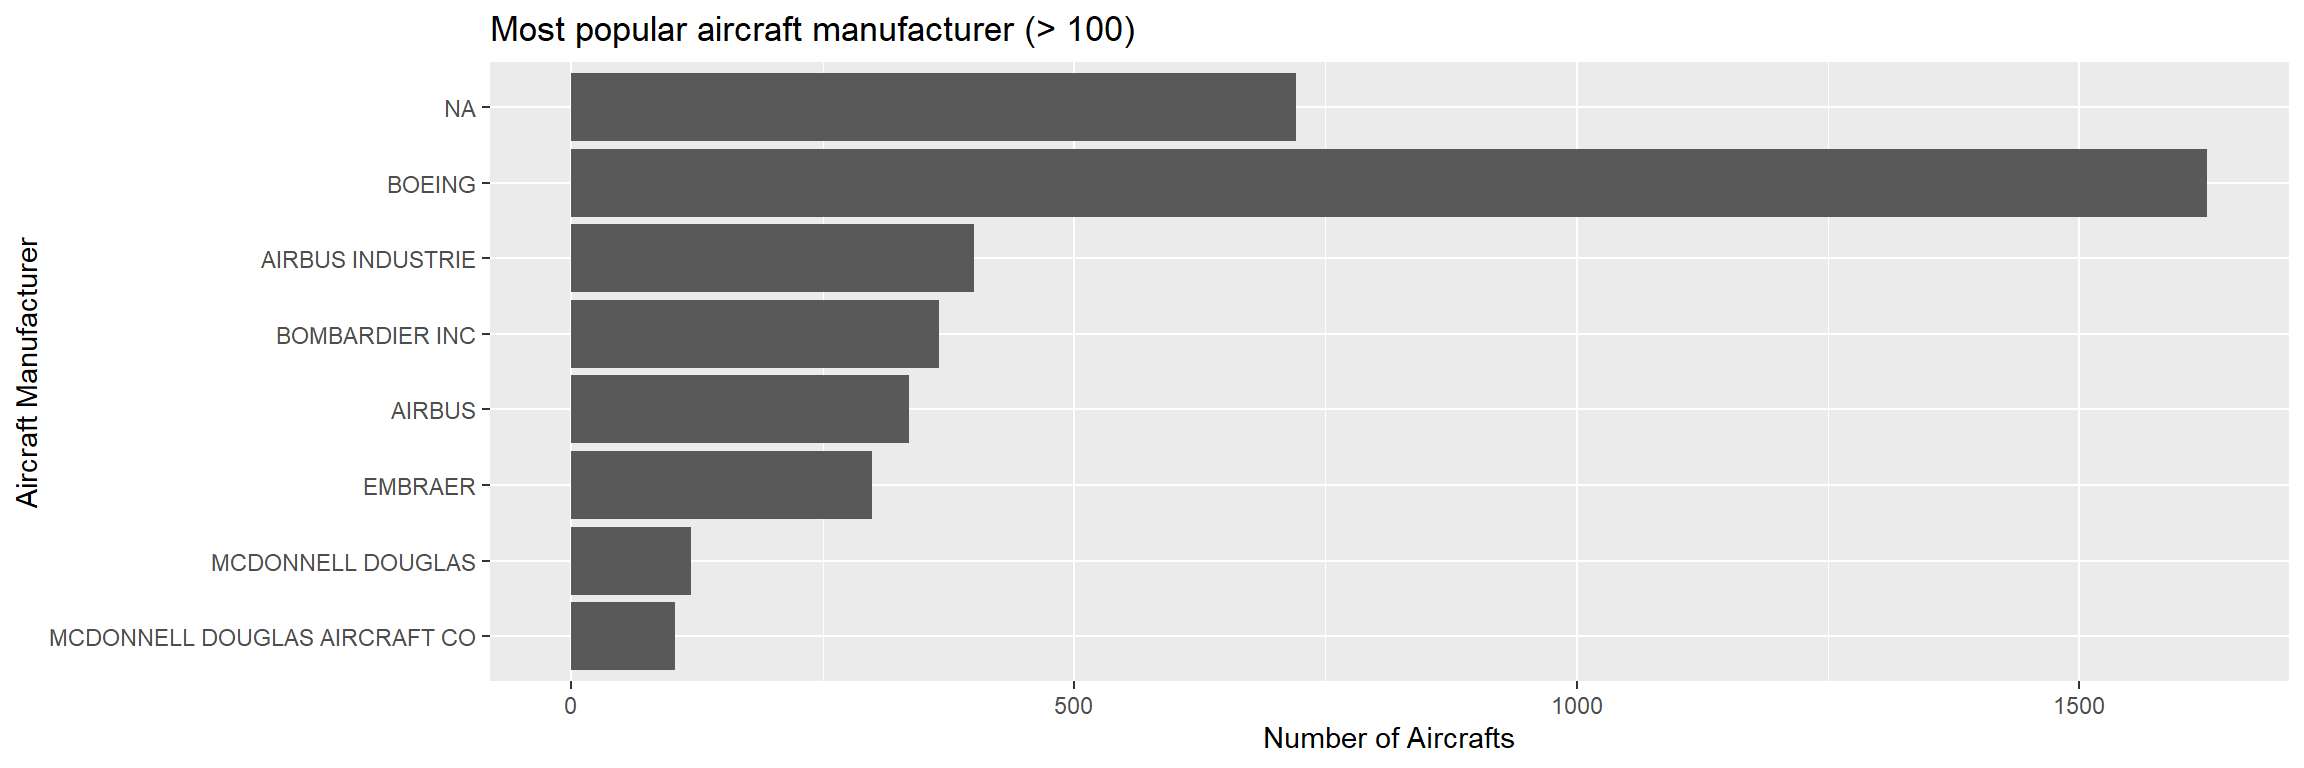 Most popular aircraft manufacturer (> 100)
Aircraft Manufacturer
NA
BOEING
AIRBUS INDUSTRIE
BOMBARDIER INC
AIRBUS
EMBRAER
MCDONNELL DOUGLAS
MCDONNELL DOUGLAS AIRCRAFT CO
0 500 1000 1500
Number of Aircrafts